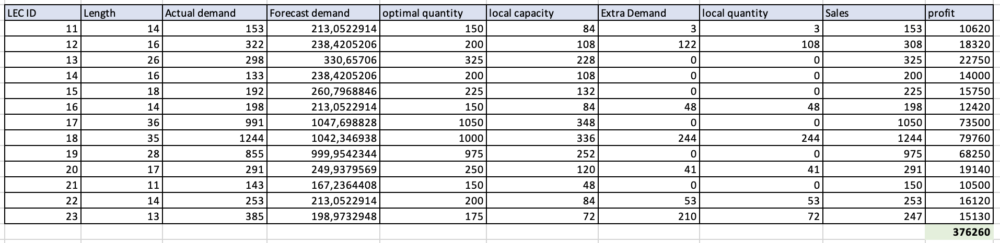 LEC ID Length Actual demand Forecast demand optimal quantity local capacity Extra Demand local quantity Sales profit
11 14 153 213,0522914 150 84 3 3 153 10620
12 16 322 238,4205206 200 108 122 108 308 18320
13 26 298 330,65706 325 228 0 0 325 22750
14 16 133 238,4205206 200 108 0 0 200 14000
15 18 192 260,7968846 225 132 0 0 225 15750
16 14 198 213,0522914 150 84 48 48 198 12420
17 36 991 1047,698828 1050 348 0 0 1050 73500
18 35 1244 1042,346938 1000 336 244 244 1244 79760
19 28 855 999,9542344 975 252 0 0 975 68250
20 17 291 249,9379569 250 120 41 41 291 19140
21 11 143 167,2364408 150 48 0 0 150 10500
22 14 253 213,0522914 200 84 53 53 253 16120
23 13 385 198,9732948 175 72 210 72 247 15130
376260